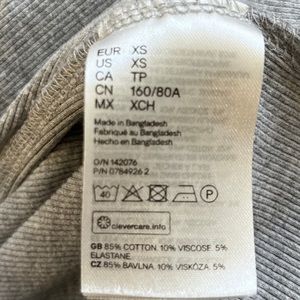 EUR XS
US XS
CA TP
CN 160/80A
MX XCH
Made in Bangladesh
Fabriqué au Bangladesh
Hecho en Bangladesh
O/N 142076
P/N 0784926 2
40 P
clevercare.info
GB 85% COTTON. 10% VISCOSE. 5%
ELASTANE
CZ 85% BAVLNA. 10% VISKÓZA. 5%